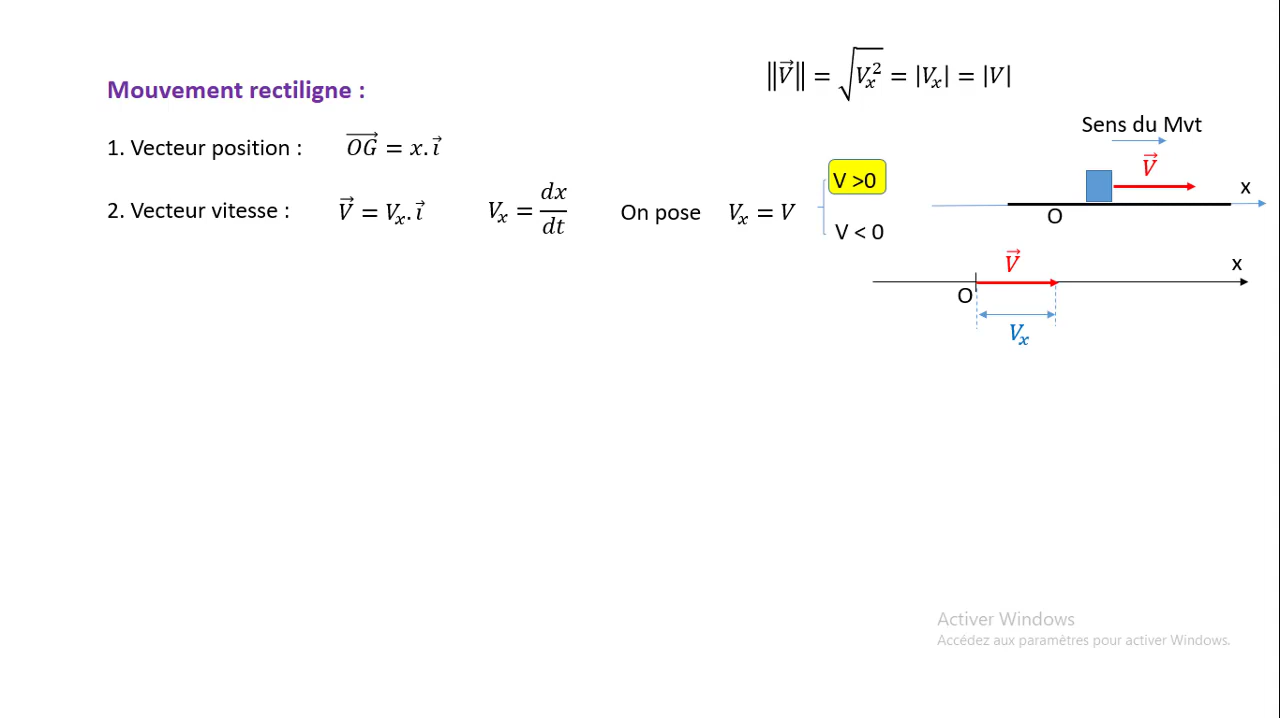 Mouvement rectiligne :
‖V⃗‖ = √(Vₓ²) = |Vₓ| = |V|
1. Vecteur position : OG⃗ = x. i⃗
2. Vecteur vitesse : V⃗ = Vₓ. i⃗ Vₓ = dx/dt On pose Vₓ = V
V >0
V < 0
Sens du Mvt
V⃗
x
O
V⃗
x
O
Vₓ
Activer Windows
Accédez aux paramètres pour activer Windows.